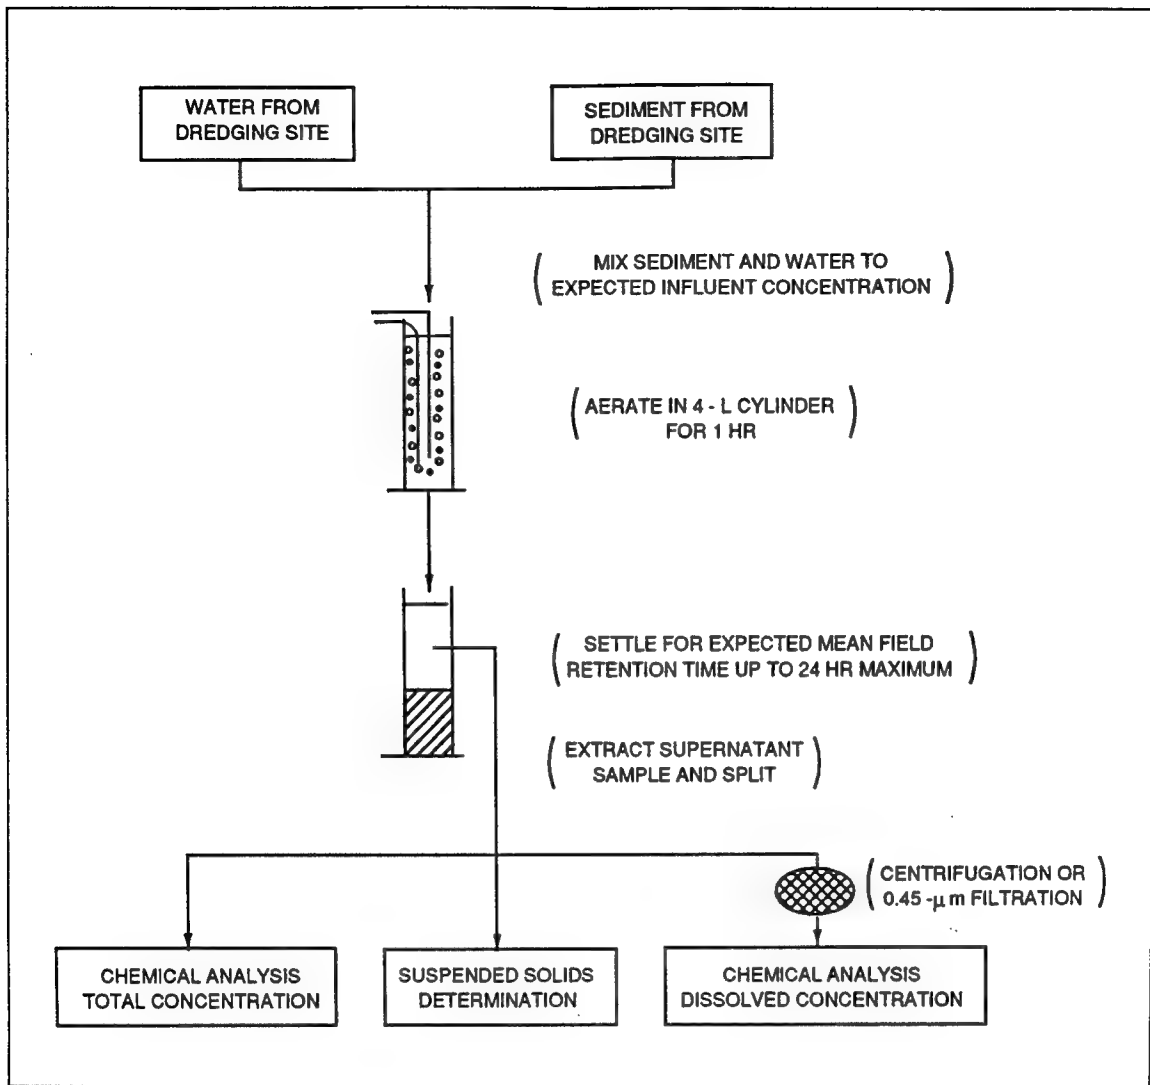 WATER FROM
DREDGING SITE
SEDIMENT FROM
DREDGING SITE
( MIX SEDIMENT AND WATER TO
EXPECTED INFLUENT CONCENTRATION )
( AERATE IN 4 - L CYLINDER
FOR 1 HR )
( SETTLE FOR EXPECTED MEAN FIELD
RETENTION TIME UP TO 24 HR MAXIMUM )
( EXTRACT SUPERNATANT
SAMPLE AND SPLIT )
( CENTRIFUGATION OR
0.45 -μm FILTRATION )
CHEMICAL ANALYSIS
TOTAL CONCENTRATION
SUSPENDED SOLIDS
DETERMINATION
CHEMICAL ANALYSIS
DISSOLVED CONCENTRATION